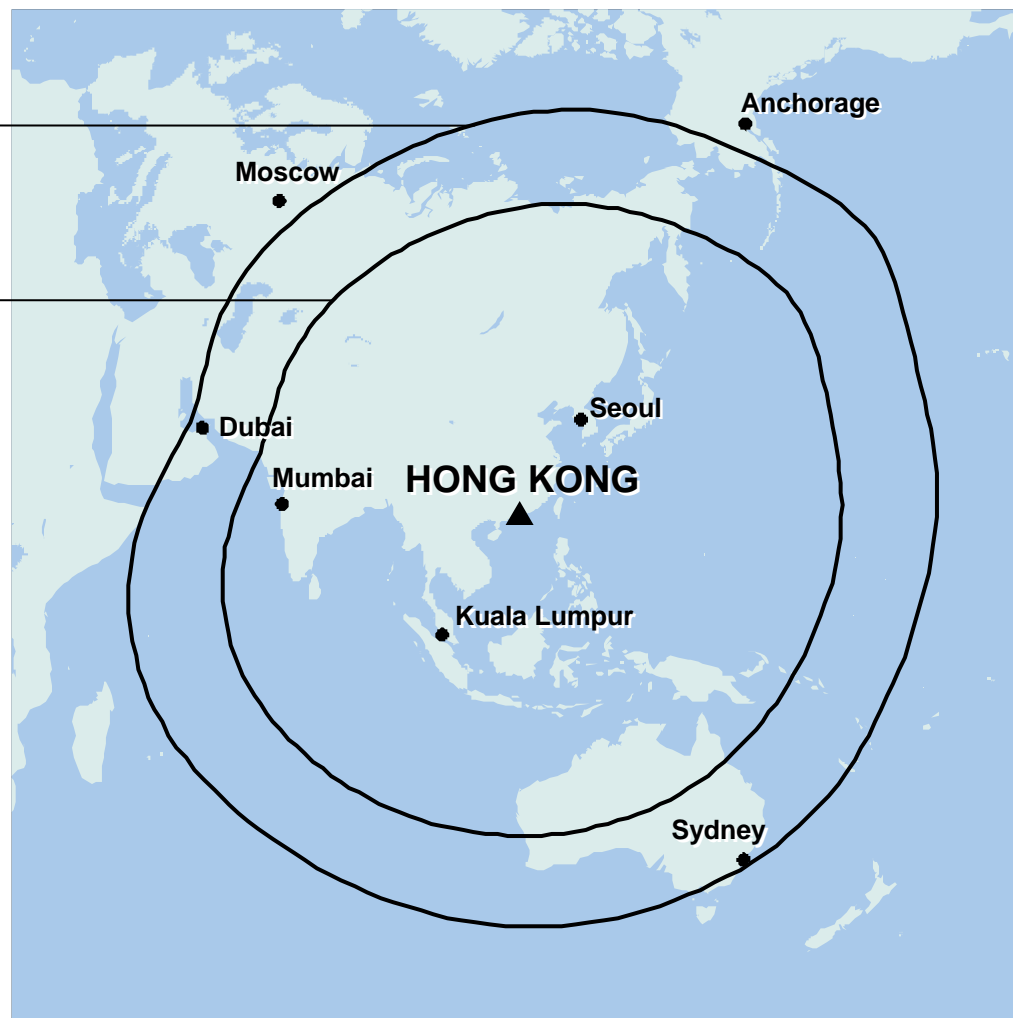 Anchorage
Moscow
Seoul
Dubai
Mumbai
HONG KONG
Kuala Lumpur
Sydney